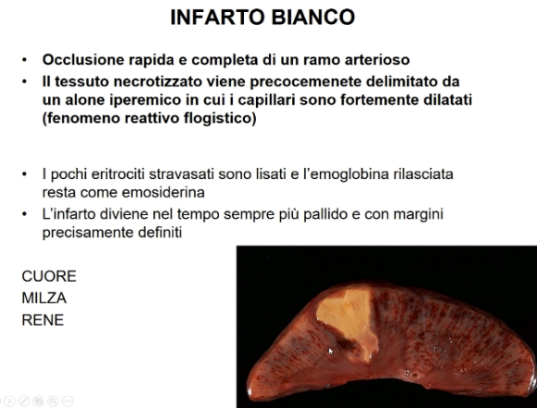 INFARTO BIANCO
• Occlusione rapida e completa di un ramo arterioso
• Il tessuto necrotizzato viene precocemenete delimitato da
un alone iperemico in cui i capillari sono fortemente dilatati
(fenomeno reattivo flogistico)
• I pochi eritrociti stravasati sono lisati e l'emoglobina rilasciata
resta come emosiderina
• L'infarto diviene nel tempo sempre più pallido e con margini
precisamente definiti
CUORE
MILZA
RENE